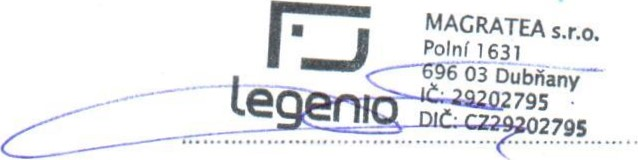 legenio
MAGRATEA s.r.o.
Polní 1631
696 03 Dubňany
IČ: 29202795
DIČ: CZ29202795